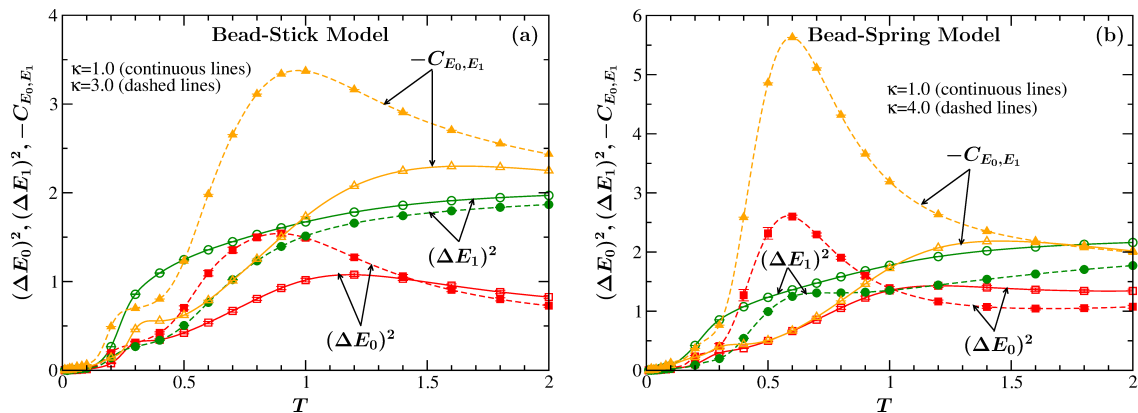 Bead-Stick Model
(a)
κ=1.0 (continuous lines)
κ=3.0 (dashed lines)
−C_{E_0,E_1}
(ΔE_1)^2
(ΔE_0)^2
(ΔE_0)^2, (ΔE_1)^2, −C_{E_0,E_1}
0
1
2
3
4
0
0.5
1
1.5
2
T
Bead-Spring Model
(b)
κ=1.0 (continuous lines)
κ=4.0 (dashed lines)
−C_{E_0,E_1}
(ΔE_1)^2
(ΔE_0)^2
(ΔE_0)^2, (ΔE_1)^2, −C_{E_0,E_1}
0
1
2
3
4
5
6
0
0.5
1
1.5
2
T